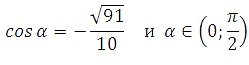 cos α = −√91/10 и α ∈ (0; π/2)